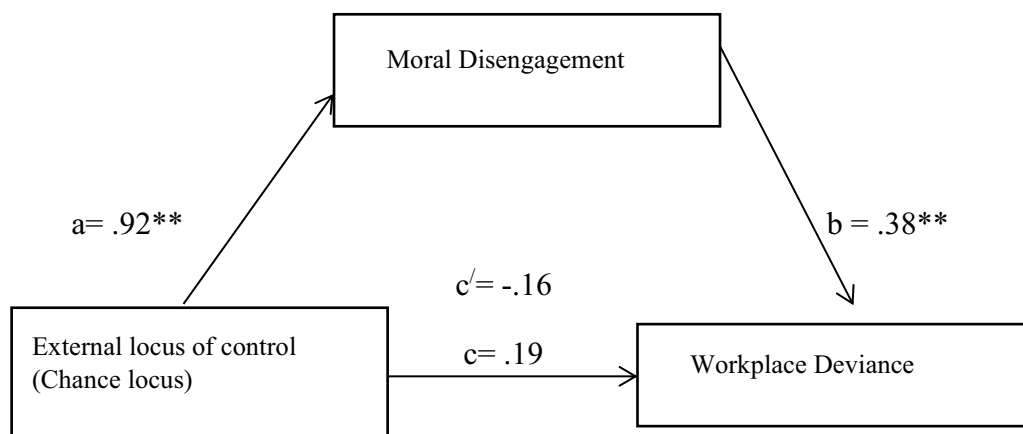 Moral Disengagement
a= .92**
b = .38**
c/= -.16
External locus of control
(Chance locus)
c= .19
Workplace Deviance